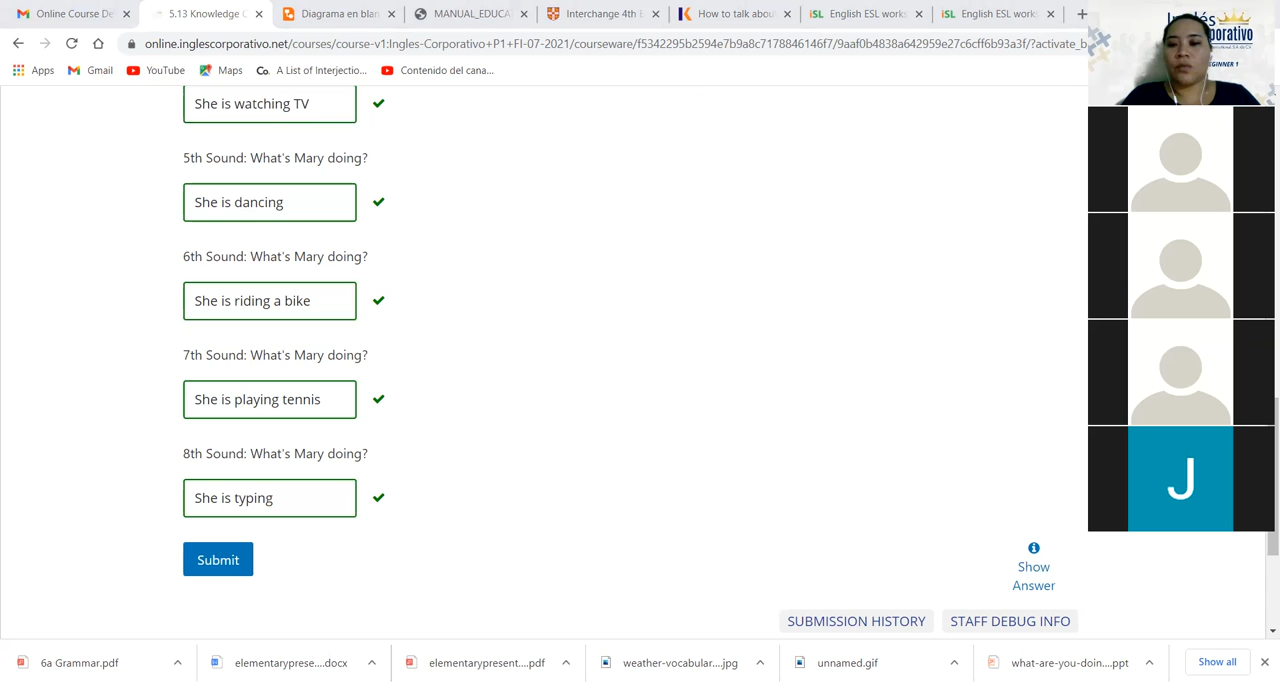 Online Course De
5.13 Knowledge C
Diagrama en blan
MANUAL_EDUCA
Interchange 4th E
How to talk abou
English ESL works
English ESL works
online.inglescorporativo.net/courses/course-v1:Ingles-Corporativo+P1+FI-07-2021/courseware/f5342295b2594e7b9a8c7178846146f7/9aaf0b4838a642959e27c6cff6b93a3f/?activate_b
Apps
Gmail
YouTube
Maps
Co. A List of Interjectio...
Contenido del cana...
She is watching TV
5th Sound: What's Mary doing?
She is dancing
6th Sound: What's Mary doing?
She is riding a bike
7th Sound: What's Mary doing?
She is playing tennis
8th Sound: What's Mary doing?
She is typing
Submit
Show
Answer
SUBMISSION HISTORY
STAFF DEBUG INFO
J
6a Grammar.pdf
elementaryprese....docx
elementarypresent....pdf
weather-vocabular....jpg
unnamed.gif
what-are-you-doin....ppt
Show all